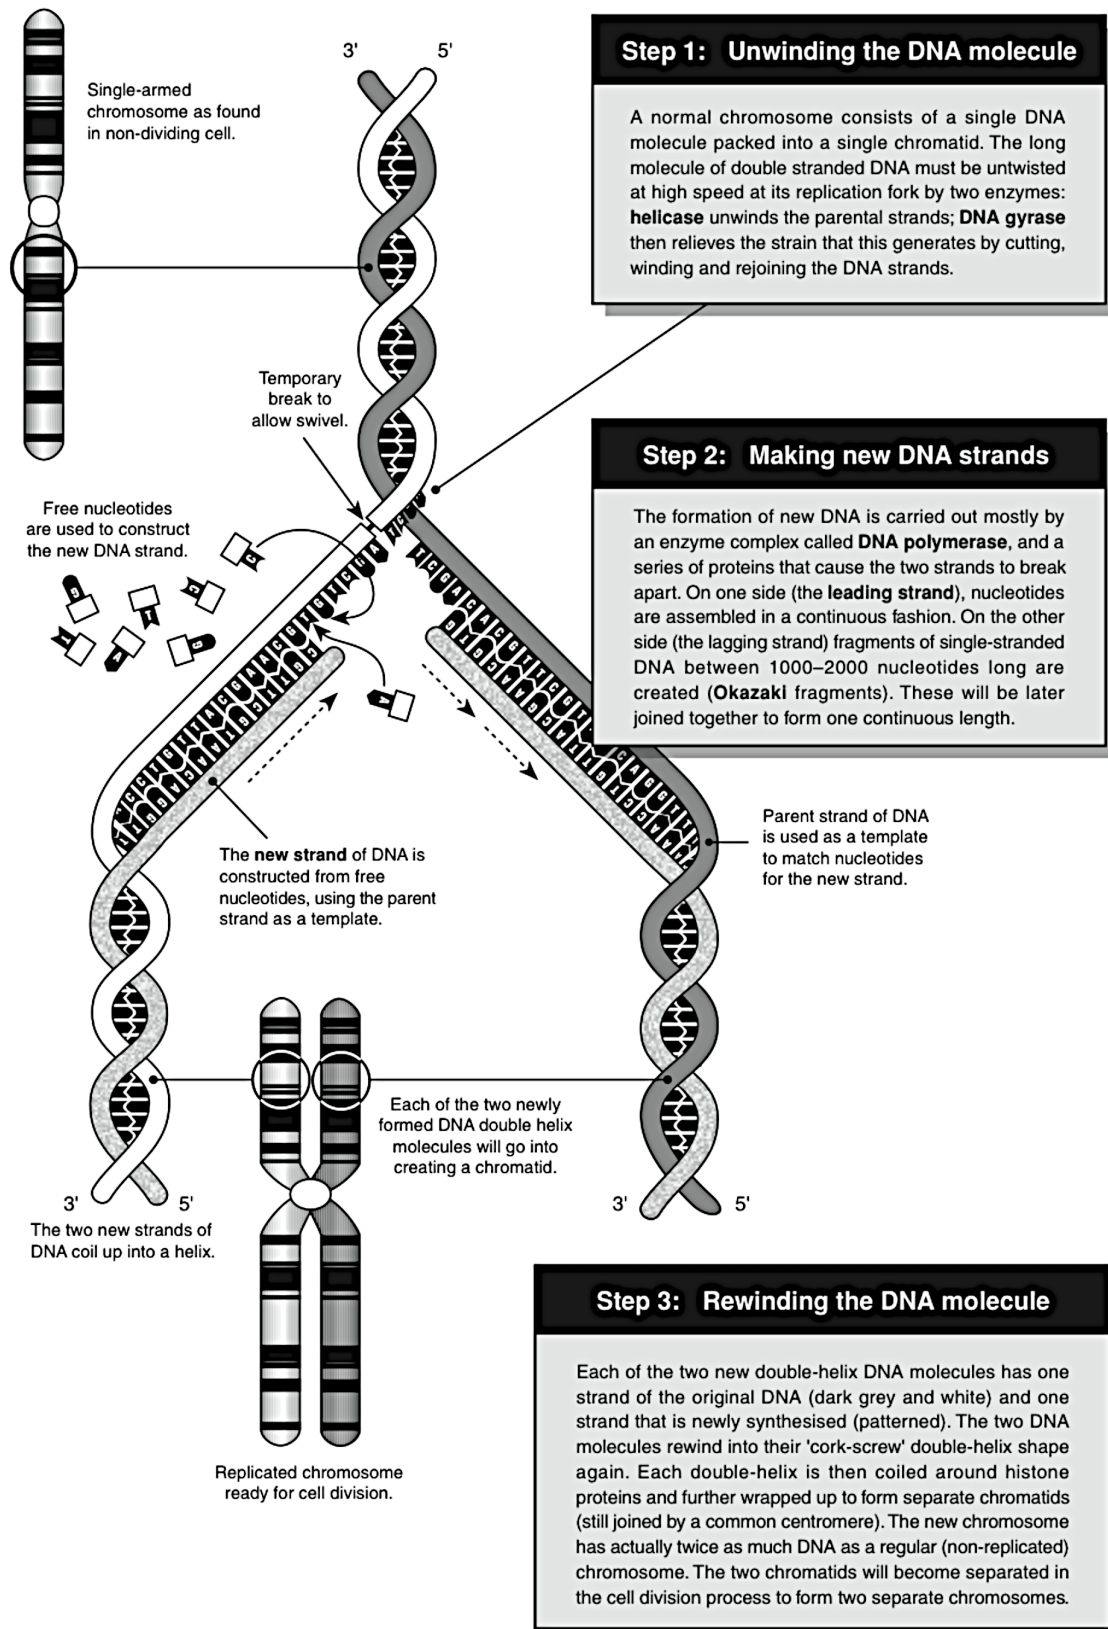 Single-armed
chromosome as found
in non-dividing cell.
3'
5'
Step 1: Unwinding the DNA molecule
A normal chromosome consists of a single DNA
molecule packed into a single chromatid. The long
molecule of double stranded DNA must be untwisted
at high speed at its replication fork by two enzymes:
helicase unwinds the parental strands; DNA gyrase
then relieves the strain that this generates by cutting,
winding and rejoining the DNA strands.
Temporary
break to
allow swivel.
Free nucleotides
are used to construct
the new DNA strand.
Step 2: Making new DNA strands
The formation of new DNA is carried out mostly by
an enzyme complex called DNA polymerase, and a
series of proteins that cause the two strands to break
apart. On one side (the leading strand), nucleotides
are assembled in a continuous fashion. On the other
side (the lagging strand) fragments of single-stranded
DNA between 1000–2000 nucleotides long are
created (Okazaki fragments). These will be later
joined together to form one continuous length.
The new strand of DNA is
constructed from free
nucleotides, using the parent
strand as a template.
Parent strand of DNA
is used as a template
to match nucleotides
for the new strand.
Each of the two newly
formed DNA double helix
molecules will go into
creating a chromatid.
3'
5'
The two new strands of
DNA coil up into a helix.
3'
5'
Replicated chromosome
ready for cell division.
Step 3: Rewinding the DNA molecule
Each of the two new double-helix DNA molecules has one
strand of the original DNA (dark grey and white) and one
strand that is newly synthesised (patterned). The two DNA
molecules rewind into their 'cork-screw' double-helix shape
again. Each double-helix is then coiled around histone
proteins and further wrapped up to form separate chromatids
(still joined by a common centromere). The new chromosome
has actually twice as much DNA as a regular (non-replicated)
chromosome. The two chromatids will become separated in
the cell division process to form two separate chromosomes.